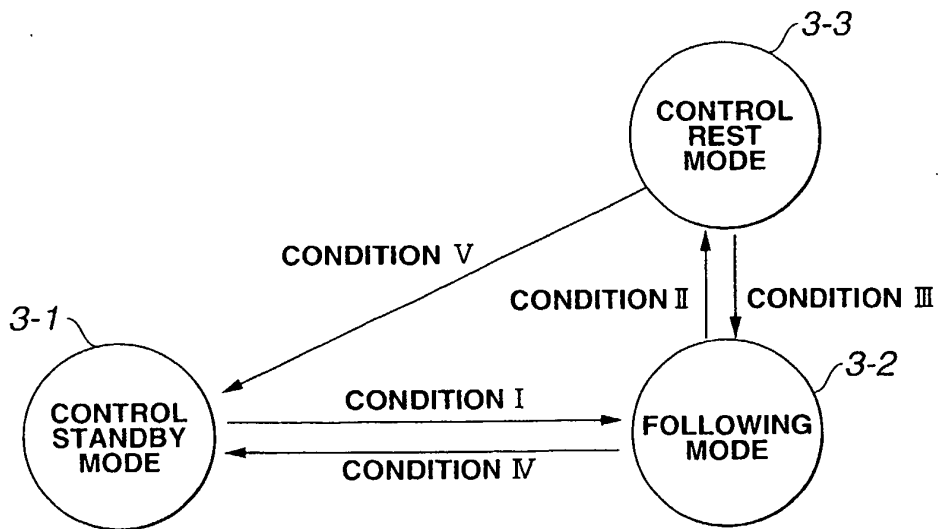 3-3
CONTROL
REST
MODE
CONDITION Ⅴ
CONDITION Ⅱ
CONDITION Ⅲ
3-1
3-2
CONTROL
STANDBY
MODE
CONDITION Ⅰ
CONDITION Ⅳ
FOLLOWING
MODE